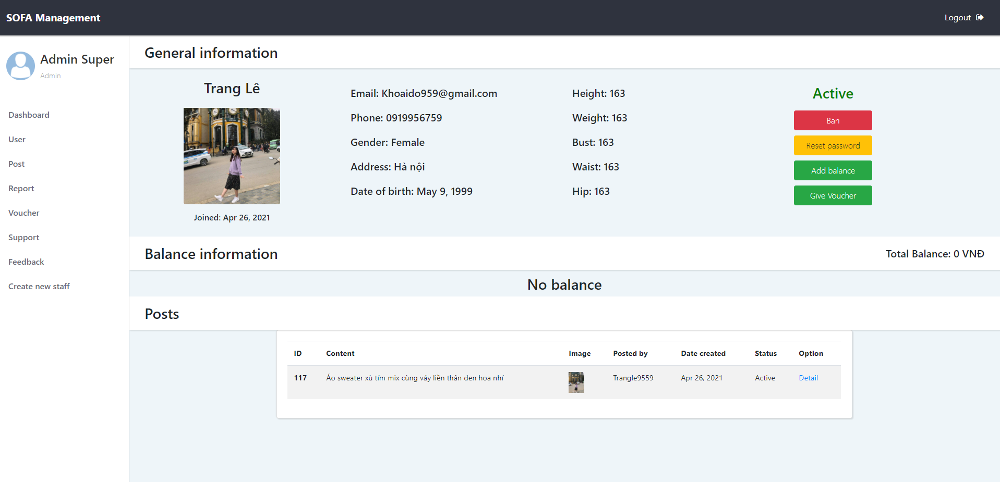 SOFA Management
Logout
Admin Super
Admin
Dashboard
User
Post
Report
Voucher
Support
Feedback
Create new staff
General information
Trang Lê
Joined: Apr 26, 2021
Email: Khoaido959@gmail.com
Phone: 0919956759
Gender: Female
Address: Hà nội
Date of birth: May 9, 1999
Height: 163
Weight: 163
Bust: 163
Waist: 163
Hip: 163
Active
Ban
Reset password
Add balance
Give Voucher
Balance information
Total Balance: 0 VNĐ
No balance
Posts
ID Content Image Posted by Date created Status Option
117 Áo sweater xù tím mix cùng váy liền thân đen hoa nhí Trangle9559 Apr 26, 2021 Active Detail